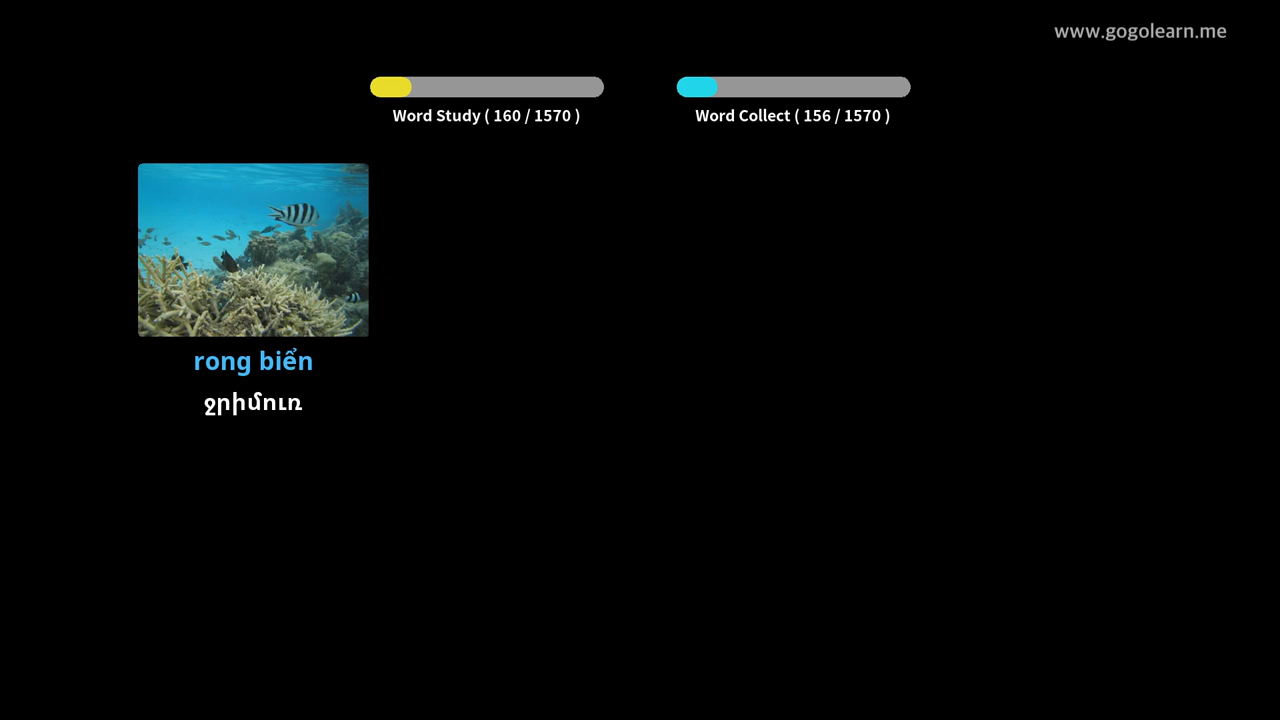 www.gogolearn.me
Word Study ( 160 / 1570 )
Word Collect ( 156 / 1570 )
rong biển
ջրիմուռ